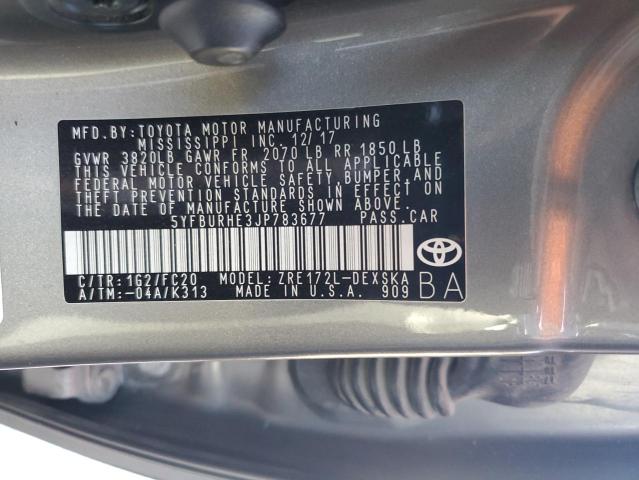 MFD. BY: TOYOTA MOTOR MANUFACTURING
MISSISSIPPI INC. 12/17
GVWR 3820LB GAWR FR 2070 LB RR 1850 LB
THIS VEHICLE CONFORMS TO ALL APPLICABLE
FEDERAL MOTOR VEHICLE SAFETY, BUMPER, AND
THEFT PREVENTION STANDARDS IN EFFECT ON
THE DATE OF MANUFACTURE SHOWN ABOVE.
5YFBURHE3JP783677 PASS.CAR
C/TR: 1G2/FC20 MODEL: ZRE172L-DEXSKA
A/TM: -04A/K313 MADE IN U.S.A. 909 BA